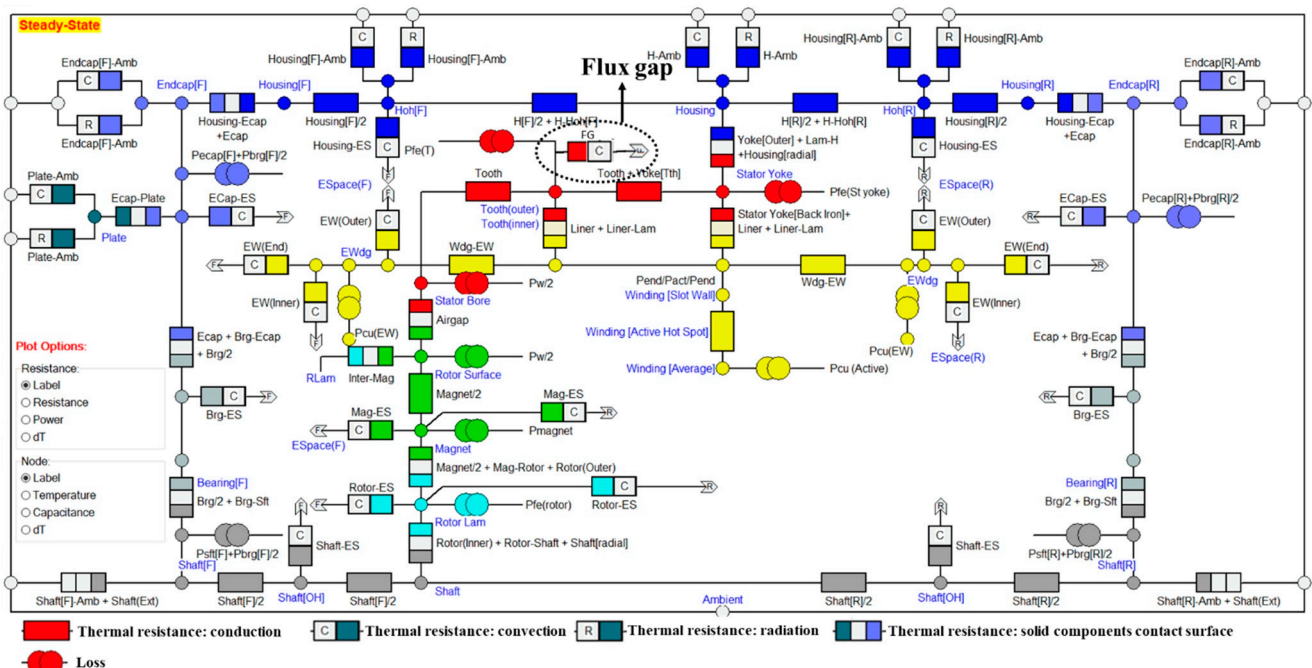 Steady-State
Endcap[F]-Amb
C
R
Endcap[F]-Amb
Endcap[F]
Housing-Ecap
+Ecap
Housing[F]
Housing[F]/2
C
Housing[F]-Amb
R
Housing[F]-Amb
Hoh[F]
H[F]/2 + H-Hoh[F]
Flux gap
FG
C
C
H-Amb
R
H-Amb
Housing
H[R]/2 + H-Hoh[R]
C
Housing[R]-Amb
R
Housing[R]-Amb
Hoh[R]
Housing[R]/2
Housing[R]
Housing-Ecap
+ Ecap
Endcap[R]
Endcap[R]-Amb
C
R
Endcap[R]-Amb
Housing-ES
C
ESpace(F)
F
F
C
EW(Outer)
Pfe(T)
Tooth
Tooth + Yoke[Tth]
Tooth(outer)
Tooth(inner)
Liner + Liner-Lam
Yoke[Outer] + Lam-H
+Housing[radial]
Stator Yoke
Pfe(St yoke)
Stator Yoke[Back Iron]+
Liner + Liner-Lam
Housing-ES
C
ESpace(R)
R
R
C
EW(Outer)
Pecap[F]+Pbrg[F]/2
Plate-Amb
C
R
Plate-Amb
Plate
Ecap-Plate
ECap-ES
C
F
ECap-ES
C
R
Pecap[R]+Pbrg[R]/2
EW(End)
F
C
EW(Inner)
C
F
EWdg
Wdg-EW
Pcu(EW)
Stator Bore
Pw/2
Airgap
Pend/Pact/Pend
Winding [Slot Wall]
Winding [Active Hot Spot]
Winding [Average]
Pcu (Active)
Wdg-EW
EWdg
Pcu(EW)
EW(End)
C
R
EW(Inner)
C
R
ESpace(R)
RLam
Inter-Mag
Rotor Surface
Pw/2
Magnet/2
Mag-ES
F
C
ESpace(F)
Mag-ES
C
R
Pmagnet
Magnet
Magnet/2 + Mag-Rotor + Rotor(Outer)
Rotor-ES
F
C
C
R
Rotor-ES
Pfe(rotor)
Rotor Lam
Rotor(Inner) + Rotor-Shaft + Shaft[radial]
Ecap + Brg-Ecap
+ Brg/2
Brg-ES
C
F
Bearing[F]
Brg/2 + Brg-Sft
Psft[F]+Pbrg[F]/2
Shaft-ES
F
C
Shaft[F]
Ecap + Brg-Ecap
+ Brg/2
Brg-ES
R
C
Bearing[R]
Brg/2 + Brg-Sft
Psft[R]+Pbrg[R]/2
Shaft-ES
R
C
Shaft[R]
Plot Options:
Resistance:
Label
Resistance
Power
dT
Node:
Label
Temperature
Capacitance
dT
Shaft[F]-Amb + Shaft(Ext)
Shaft[F]/2
Shaft[OH]
Shaft[F]/2
Shaft
Ambient
Shaft[R]/2
Shaft[OH]
Shaft[R]/2
Shaft[R]-Amb + Shaft(Ext)
Thermal resistance: conduction
C
Thermal resistance: convection
R
Thermal resistance: radiation
Thermal resistance: solid components contact surface
Loss